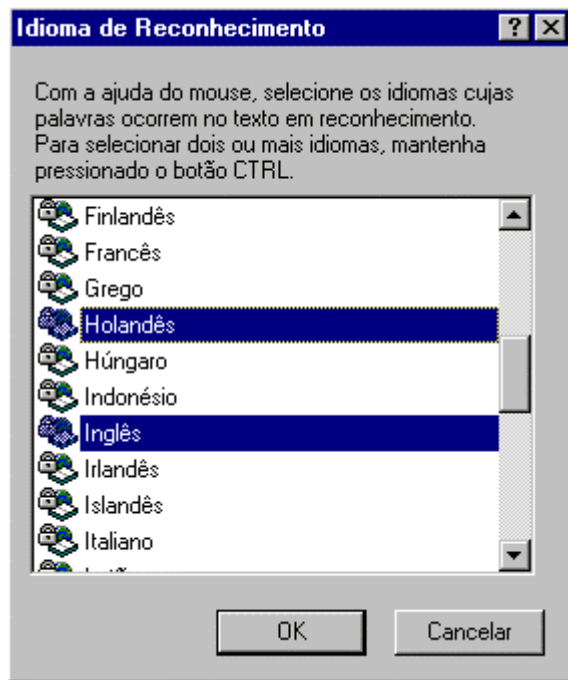 Idioma de Reconhecimento
Com a ajuda do mouse, selecione os idiomas cujas
palavras ocorrem no texto em reconhecimento.
Para selecionar dois ou mais idiomas, mantenha
pressionado o botão CTRL.
Finlandês
Francês
Grego
Holandês
Húngaro
Indonésio
Inglês
Irlandês
Islandês
Italiano
OK Cancelar